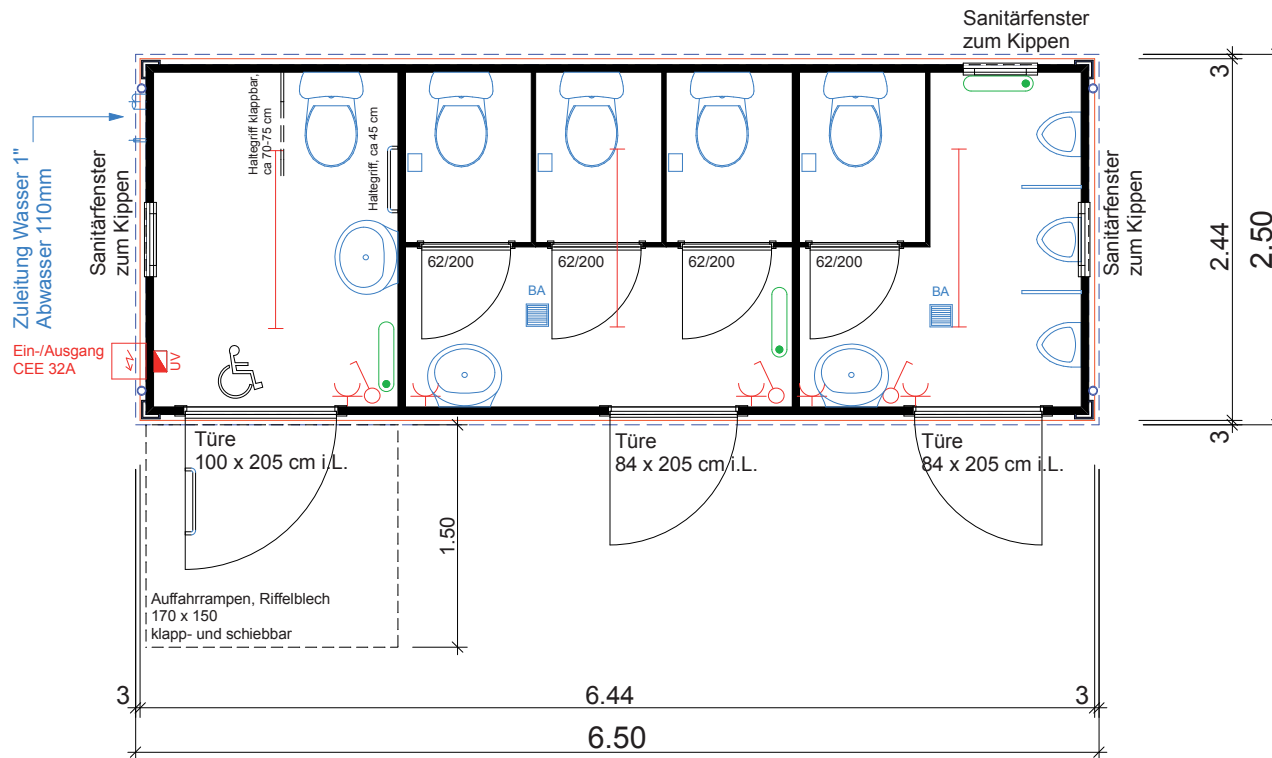 Sanitärfenster
zum Kippen
Zuleitung Wasser 1"
Abwasser 110mm
Sanitärfenster
zum Kippen
Haltegriff klappbar,
ca 70-75 cm
Haltegriff, ca 45 cm
Sanitärfenster
zum Kippen
3
2.44
2.50
3
62/200
62/200
62/200
62/200
BA
BA
Ein-/Ausgang
CEE 32A
UV
Türe
100 x 205 cm i.L.
Türe
84 x 205 cm i.L.
Türe
84 x 205 cm i.L.
1.50
Auffahrrampen, Riffelblech
170 x 150
klapp- und schiebbar
3
6.44
3
6.50